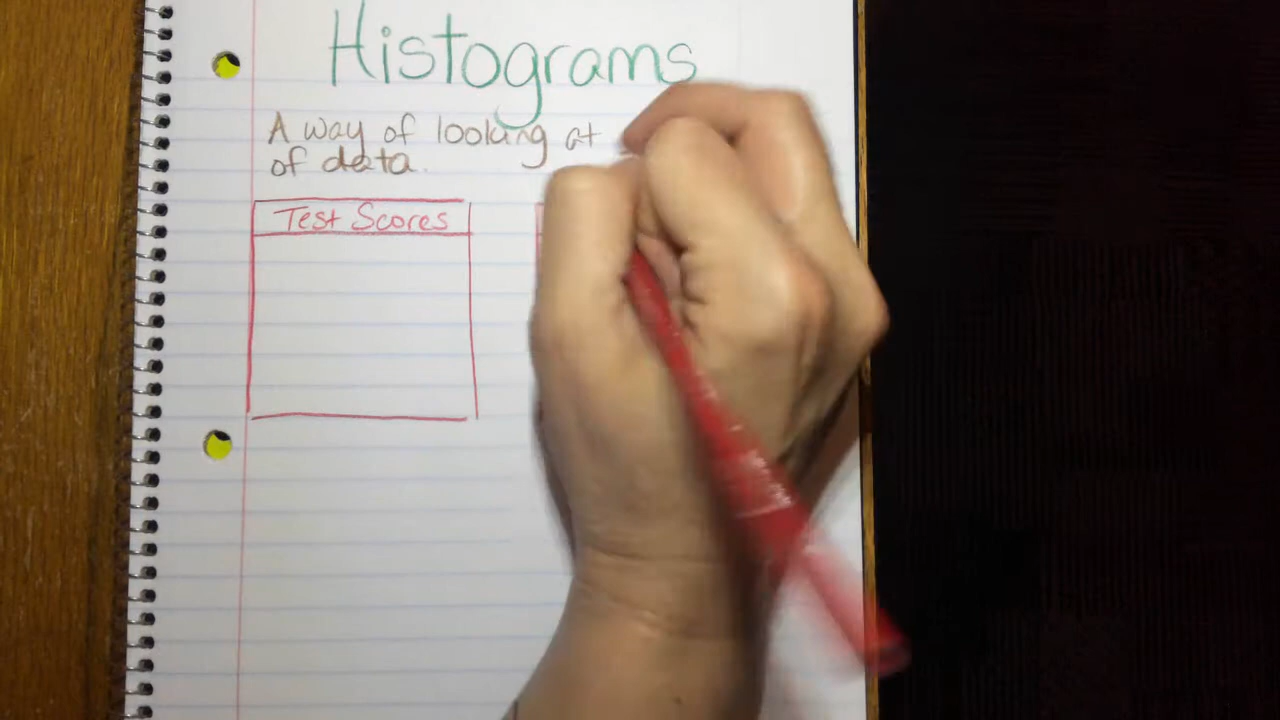 Histograms
A way of looking at
of data.
Test Scores